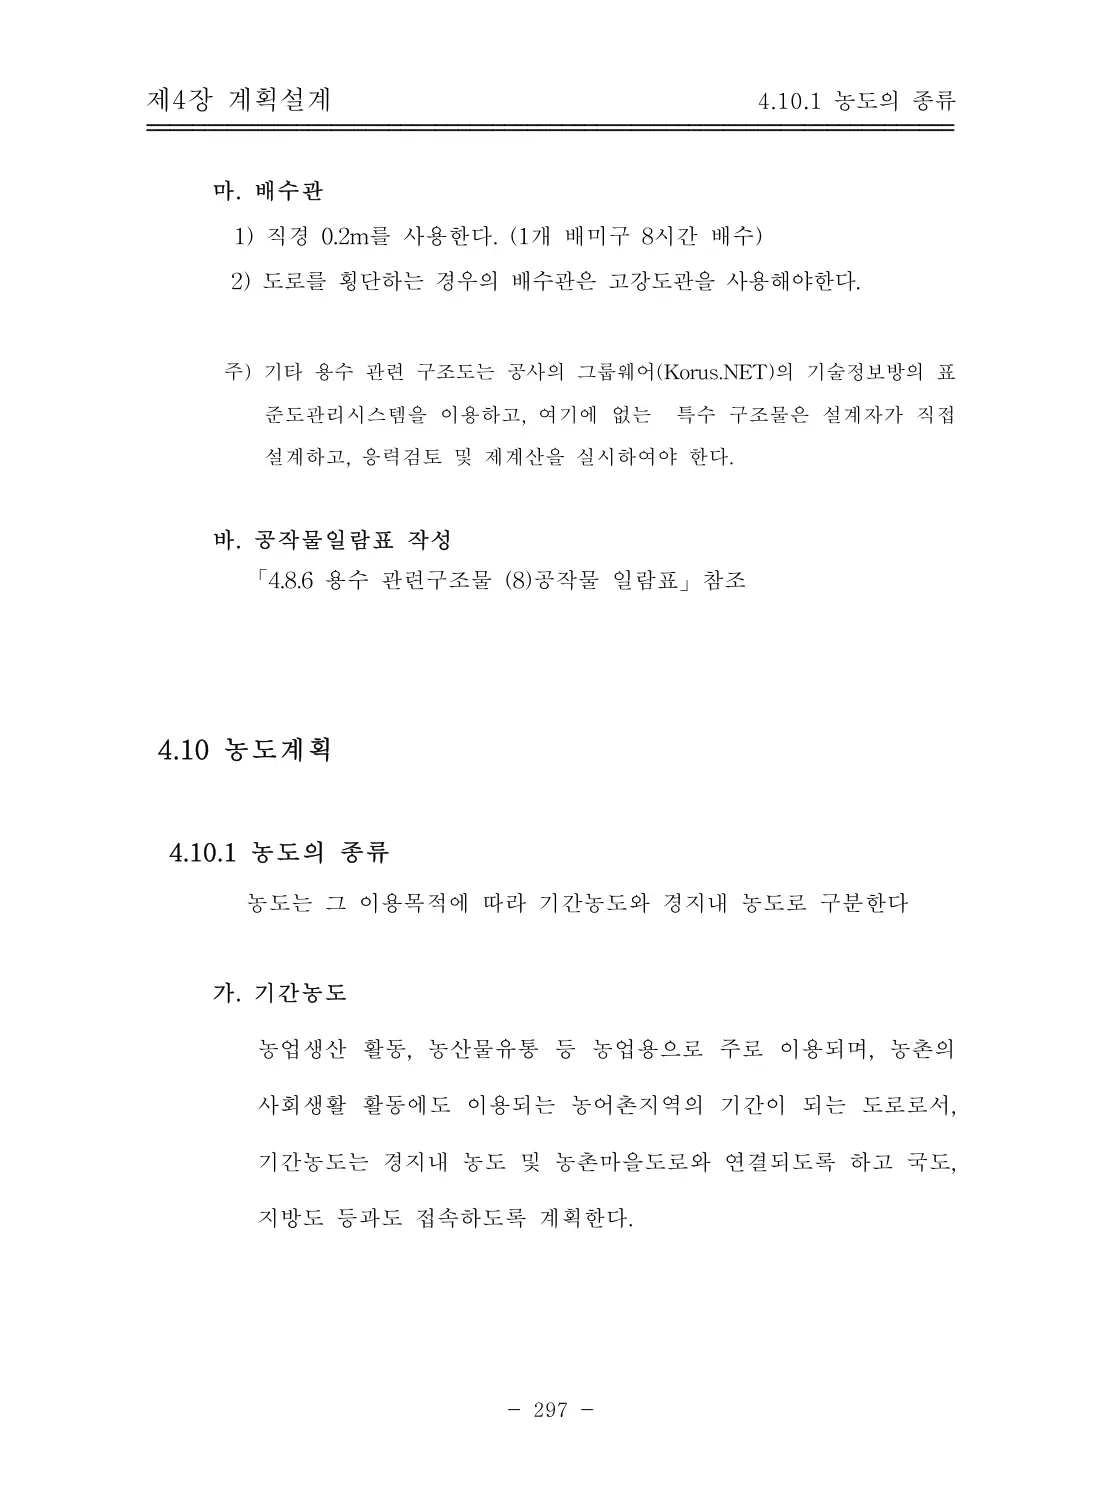 제4장 계획설계
4.10.1 농도의 종류
마. 배수관
1) 직경 0.2m를 사용한다. (1개 배미구 8시간 배수)
2) 도로를 횡단하는 경우의 배수관은 고강도관을 사용해야한다.
주) 기타 용수 관련 구조도는 공사의 그룹웨어(Korus.NET)의 기술정보방의 표
준도관리시스템을 이용하고, 여기에 없는 특수 구조물은 설계자가 직접
설계하고, 응력검토 및 제계산을 실시하여야 한다.
바. 공작물일람표 작성
「4.8.6 용수 관련구조물 (8)공작물 일람표」참조
4.10 농도계획
4.10.1 농도의 종류
농도는 그 이용목적에 따라 기간농도와 경지내 농도로 구분한다
가. 기간농도
농업생산 활동, 농산물유통 등 농업용으로 주로 이용되며, 농촌의
사회생활 활동에도 이용되는 농어촌지역의 기간이 되는 도로로서,
기간농도는 경지내 농도 및 농촌마을도로와 연결되도록 하고 국도,
지방도 등과도 접속하도록 계획한다.
- 297 -